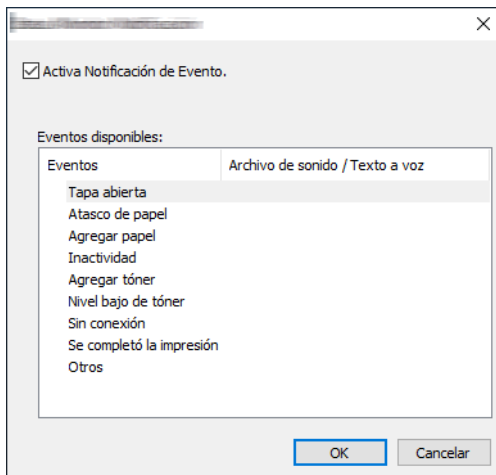 Activa Notificación de Evento.
Eventos disponibles:
Eventos Archivo de sonido / Texto a voz
Tapa abierta
Atasco de papel
Agregar papel
Inactividad
Agregar tóner
Nivel bajo de tóner
Sin conexión
Se completó la impresión
Otros
OK Cancelar